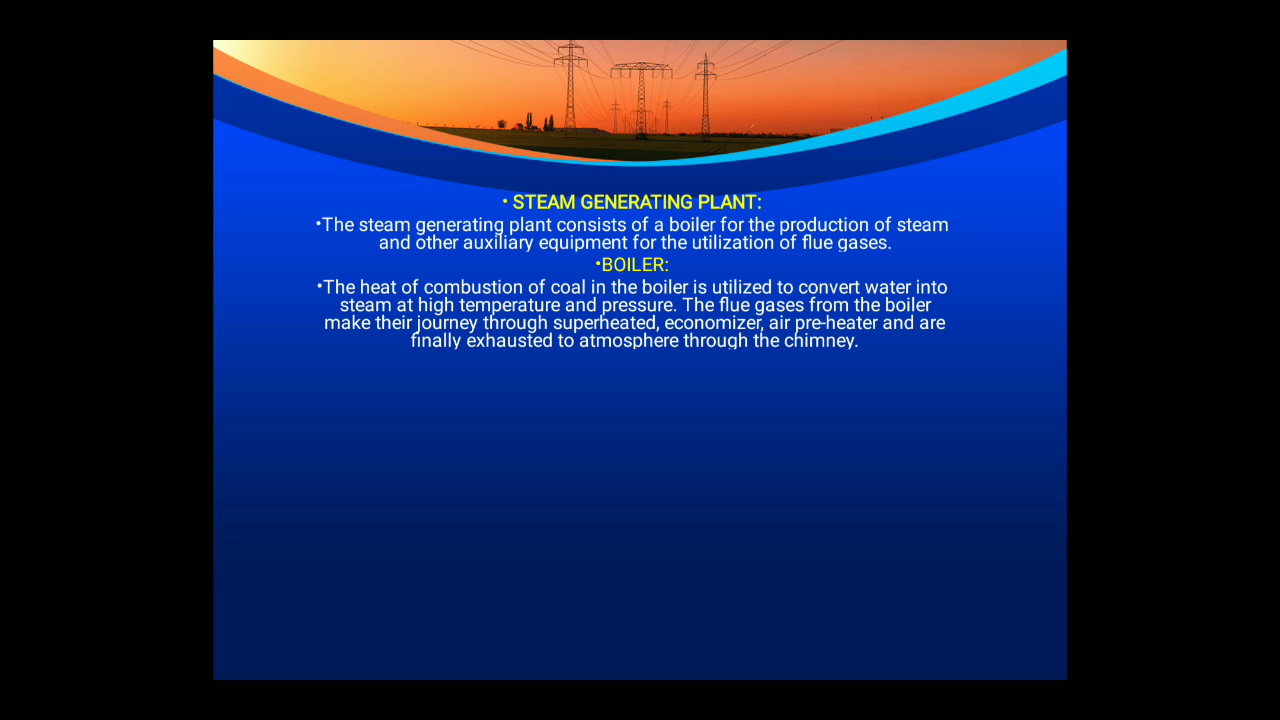 • STEAM GENERATING PLANT:
•The steam generating plant consists of a boiler for the production of steam
and other auxiliary equipment for the utilization of flue gases.
•BOILER:
•The heat of combustion of coal in the boiler is utilized to convert water into
steam at high temperature and pressure. The flue gases from the boiler
make their journey through superheated, economizer, air pre-heater and are
finally exhausted to atmosphere through the chimney.